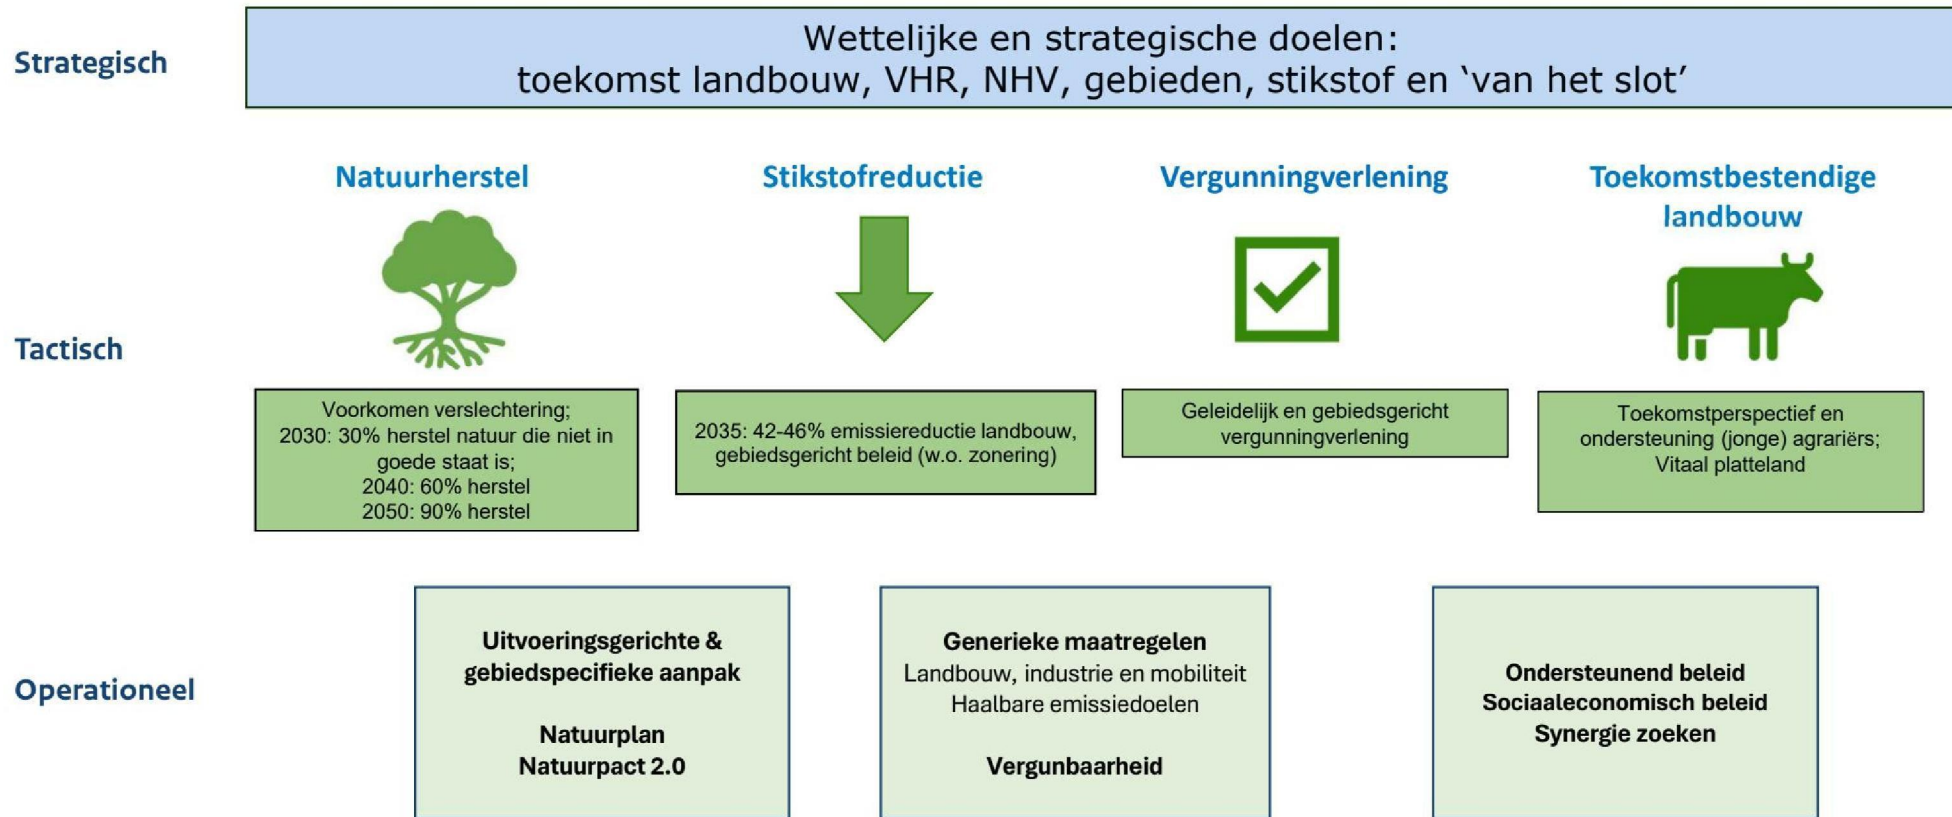 Strategisch
Wettelijke en strategische doelen:
toekomst landbouw, VHR, NHV, gebieden, stikstof en ‘van het slot’
Tactisch
Natuurherstel
Voorkomen verslechtering;
2030: 30% herstel natuur die niet in
goede staat is;
2040: 60% herstel
2050: 90% herstel
Stikstofreductie
2035: 42-46% emissiereductie landbouw,
gebiedsgericht beleid (w.o. zonering)
Vergunningverlening
Geleidelijk en gebiedsgericht
vergunningverlening
Toekomstbestendige
landbouw
Toekomstperspectief en
ondersteuning (jonge) agrariërs;
Vitaal platteland
Operationeel
Uitvoeringsgerichte &
gebiedspecifieke aanpak
Natuurplan
Natuurpact 2.0
Generieke maatregelen
Landbouw, industrie en mobiliteit
Haalbare emissiedoelen
Vergunbaarheid
Ondersteunend beleid
Sociaaleconomisch beleid
Synergie zoeken